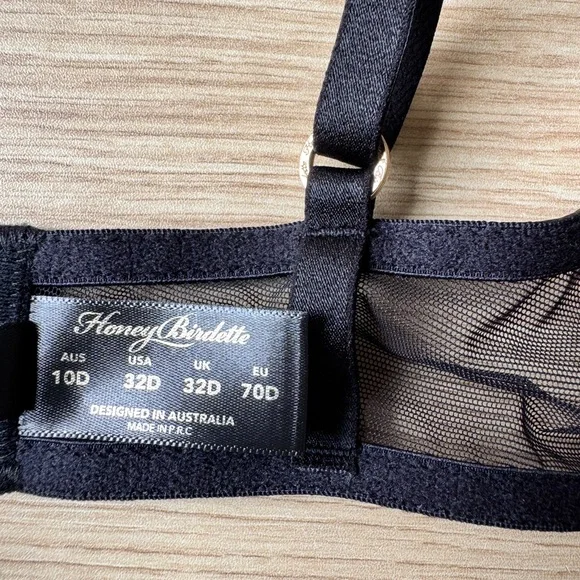 Honey Birdette
AUS USA UK EU
10D 32D 32D 70D
DESIGNED IN AUSTRALIA
MADE IN P.R.C